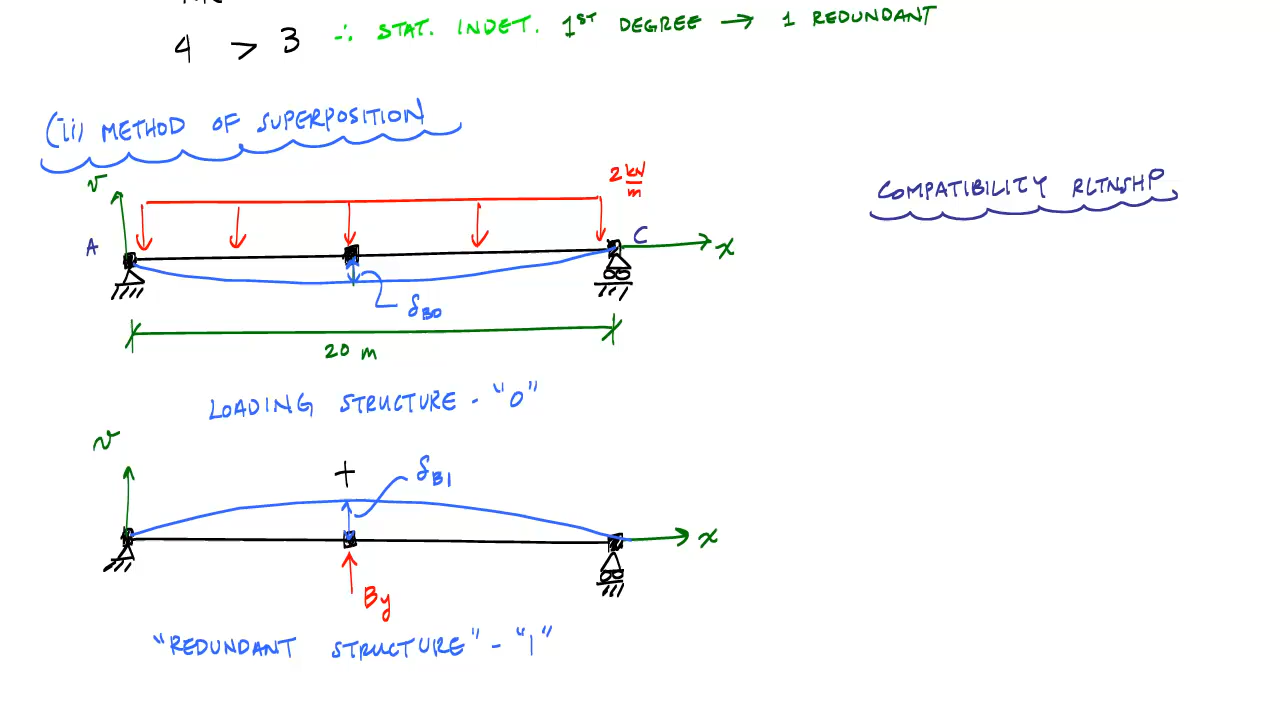 4 > 3 ∴ STAT. INDET. 1ST DEGREE → 1 REDUNDANT
(ii) METHOD OF SUPERPOSITION
COMPATIBILITY RLTNSHP
2 kN/m
v
A
C
x
δB0
20 m
LOADING STRUCTURE - "0"
v
+
δB1
x
By
"REDUNDANT STRUCTURE" - "1"